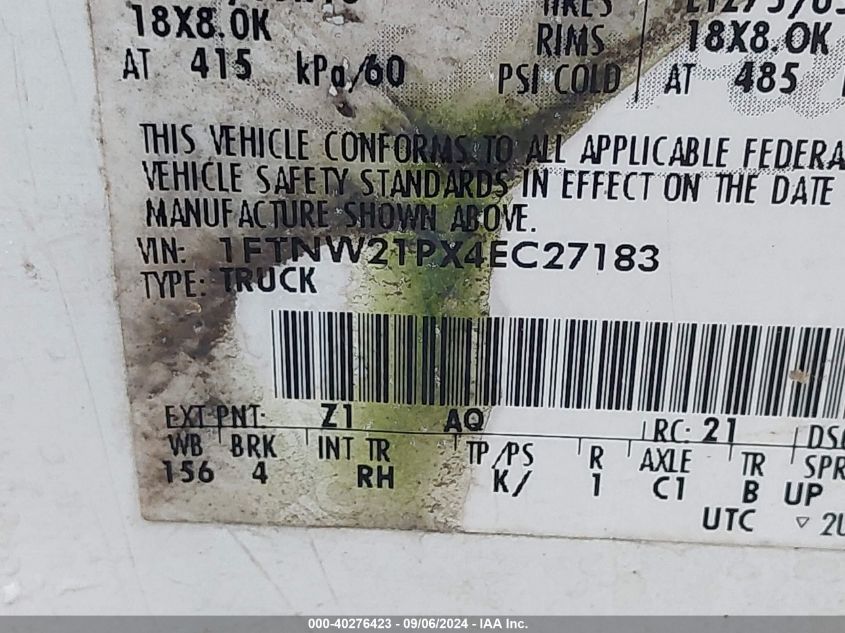 18X8.0K RIMS 18X8.0K
AT 415 kPa/60 PSI COLD AT 485
THIS VEHICLE CONFORMS TO ALL APPLICABLE FEDERA
VEHICLE SAFETY STANDARDS IN EFFECT ON THE DATE
MANUFACTURE SHOWN ABOVE.
VIN: 1FTNW21PX4EC27183
TYPE: TRUCK
EXT PNT: Z1 AQ RC: 21 DS
WB BRK INT TR TP/PS R AXLE TR SPR
156 4 RH K/ 1 C1 B UP
UTC ▽ 2U
000-40276423 - 09/06/2024 - IAA Inc.